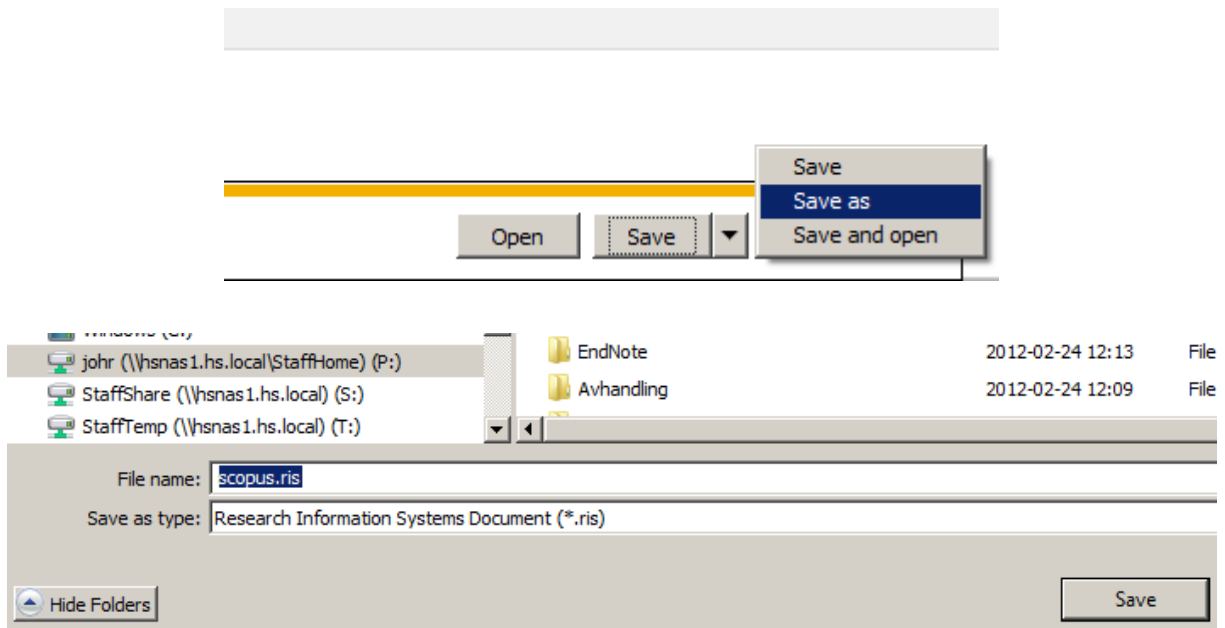 Save
Save as
Open Save Save and open
johr (\\hsnas1.hs.local\StaffHome) (P:)
StaffShare (\\hsnas1.hs.local) (S:)
StaffTemp (\\hsnas1.hs.local) (T:)
EndNote 2012-02-24 12:13 File
Avhandling 2012-02-24 12:09 File
File name: scopus.ris
Save as type: Research Information Systems Document (*.ris)
Hide Folders Save